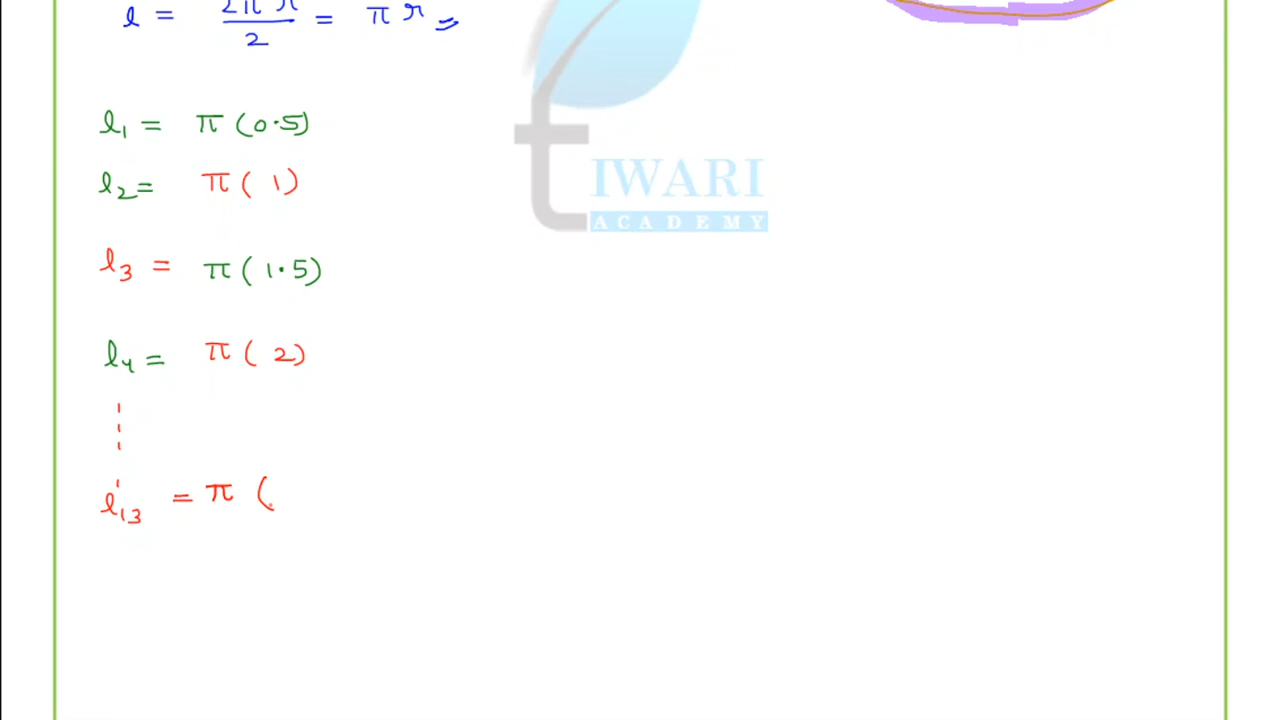 l = 2πr/2 = πr
l₁ = π(0.5)
l₂ = π(1)
l₃ = π(1.5)
l₄ = π(2)
l₁₃ = π(
tIWARI
ACADEMY